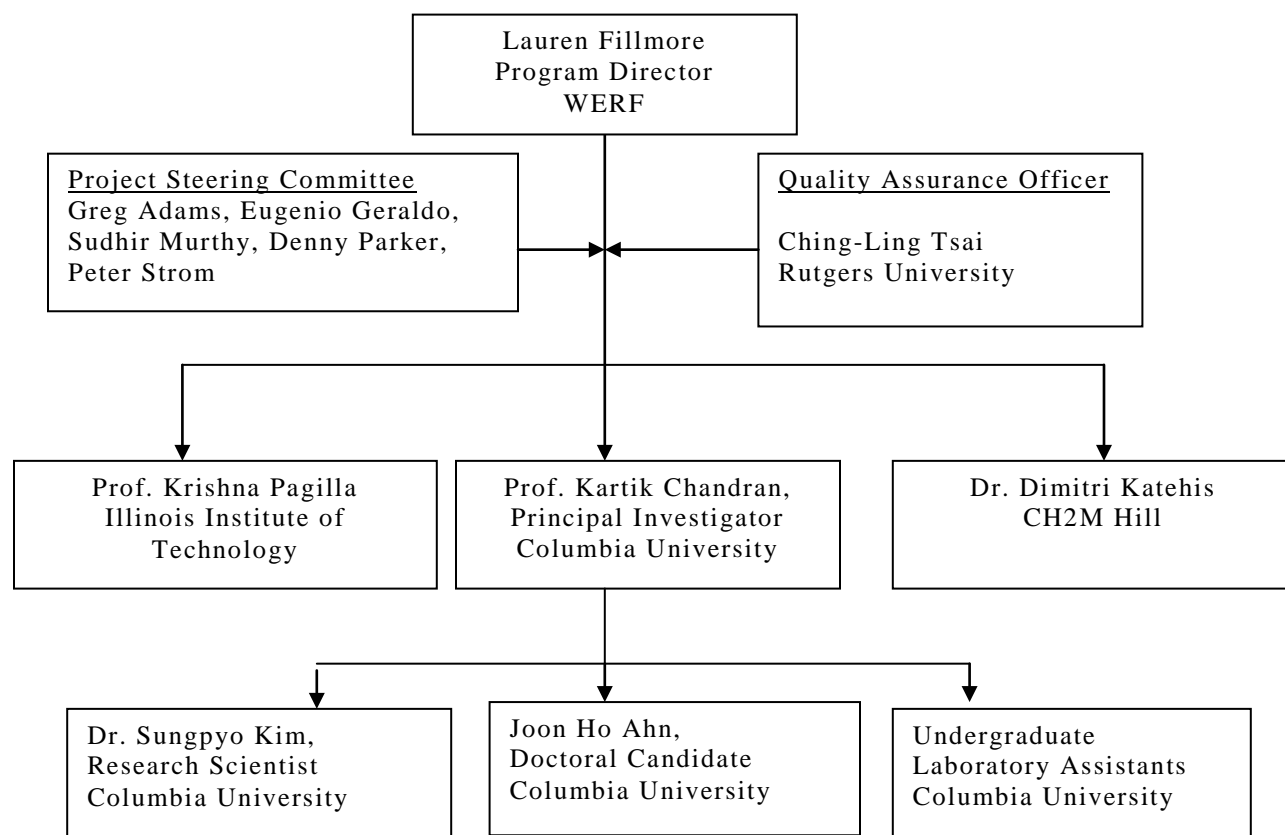 Lauren Fillmore
Program Director
WERF
Project Steering Committee
Greg Adams, Eugenio Geraldo,
Sudhir Murthy, Denny Parker,
Peter Strom
Quality Assurance Officer
Ching-Ling Tsai
Rutgers University
Prof. Krishna Pagilla
Illinois Institute of
Technology
Prof. Kartik Chandran,
Principal Investigator
Columbia University
Dr. Dimitri Katehis
CH2M Hill
Dr. Sungpyo Kim,
Research Scientist
Columbia University
Joon Ho Ahn,
Doctoral Candidate
Columbia University
Undergraduate
Laboratory Assistants
Columbia University